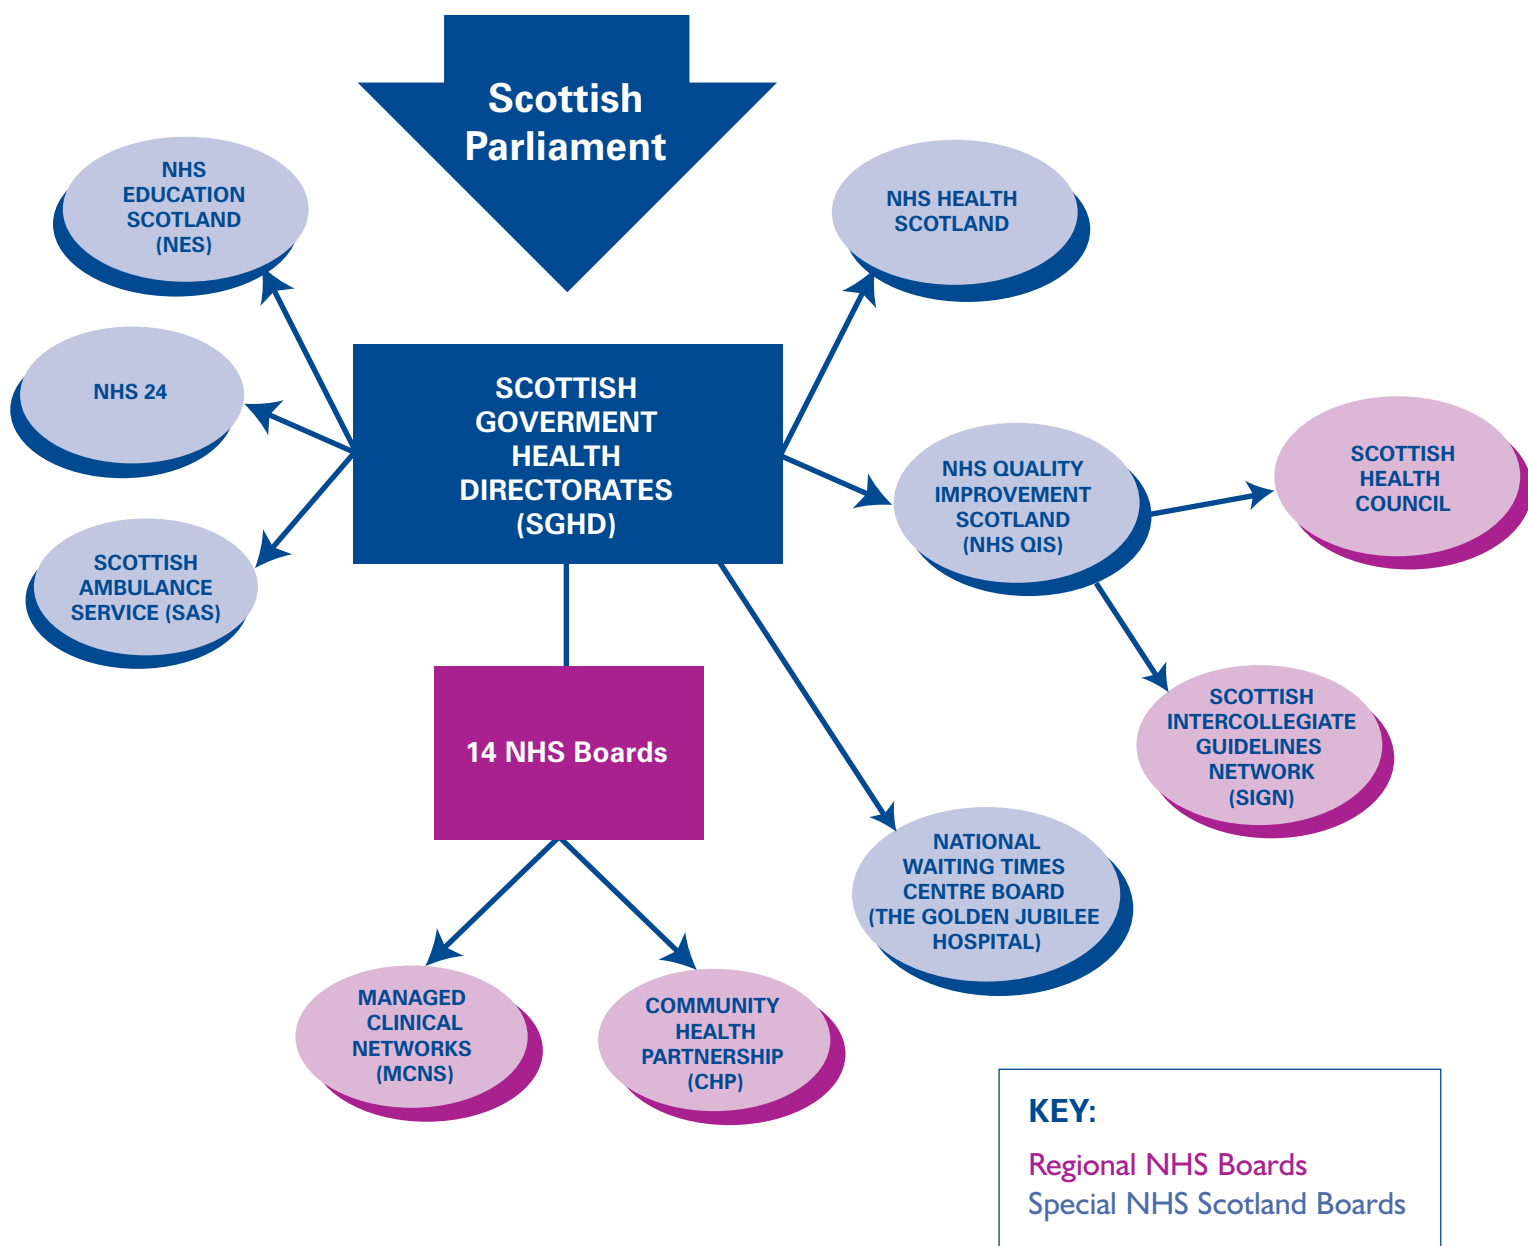 Scottish
Parliament
NHS
EDUCATION
SCOTLAND
(NES)
NHS HEALTH
SCOTLAND
NHS 24
SCOTTISH
GOVERMENT
HEALTH
DIRECTORATES
(SGHD)
NHS QUALITY
IMPROVEMENT
SCOTLAND
(NHS QIS)
SCOTTISH
HEALTH
COUNCIL
SCOTTISH
AMBULANCE
SERVICE (SAS)
14 NHS Boards
SCOTTISH
INTERCOLLEGIATE
GUIDELINES
NETWORK
(SIGN)
NATIONAL
WAITING TIMES
CENTRE BOARD
(THE GOLDEN JUBILEE
HOSPITAL)
MANAGED
CLINICAL
NETWORKS
(MCNS)
COMMUNITY
HEALTH
PARTNERSHIP
(CHP)
KEY:
Regional NHS Boards
Special NHS Scotland Boards